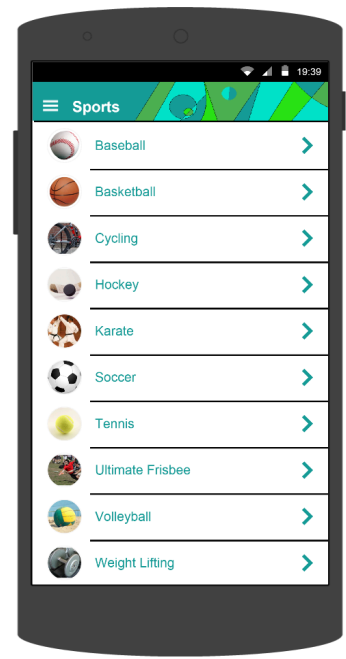 19:39
Sports
Baseball
Basketball
Cycling
Hockey
Karate
Soccer
Tennis
Ultimate Frisbee
Volleyball
Weight Lifting